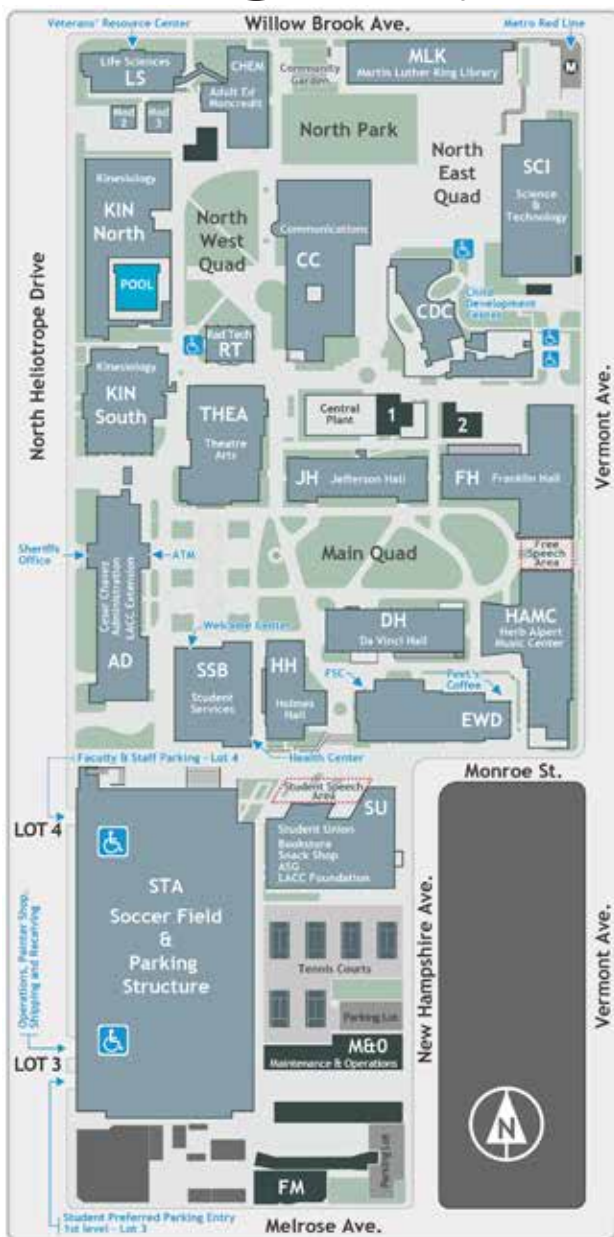 Veterans' Resource Center
Willow Brook Ave.
Metro Red Line
Life Sciences
LS
CHEM
Adult Ed
Noncredit
Community
Garden
MLK
Martin Luther King Library
M
Mod
2
Mod
3
North Park
North
East
Quad
SCI
Science
&
Technology
Kinesiology
KIN
North
POOL
North
West
Quad
Communications
CC
CDC
Child
Development
Center
North Heliotrope Drive
Rad Tech
RT
Kinesiology
KIN
South
THEA
Theatre
Arts
Central
Plant
1
2
Vermont Ave.
JH
Jefferson Hall
FH
Franklin Hall
Sheriff's
Office
ATM
Main Quad
Free
Speech
Area
Cesar Chavez
Administration
LACC Extension
AD
Welcome Center
SSB
Student
Services
HH
Holmes
Hall
DH
Da Vinci Hall
HAMC
Herb Alpert
Music Center
FSC
Peet's
Coffee
EWD
Health Center
Faculty & Staff Parking - Lot 4
Monroe St.
LOT 4
Student Speech
Area
SU
Student Union
Bookstore
Snack Shop
ASG
LACC Foundation
STA
Soccer Field
&
Parking
Structure
Operations, Painter Shop,
Shipping and Receiving
Tennis Courts
New Hampshire Ave.
Vermont Ave.
Parking Lot
M&O
Maintenance & Operations
LOT 3
N
Parking Lot
FM
Student Preferred Parking Entry
1st level - Lot 3
Melrose Ave.